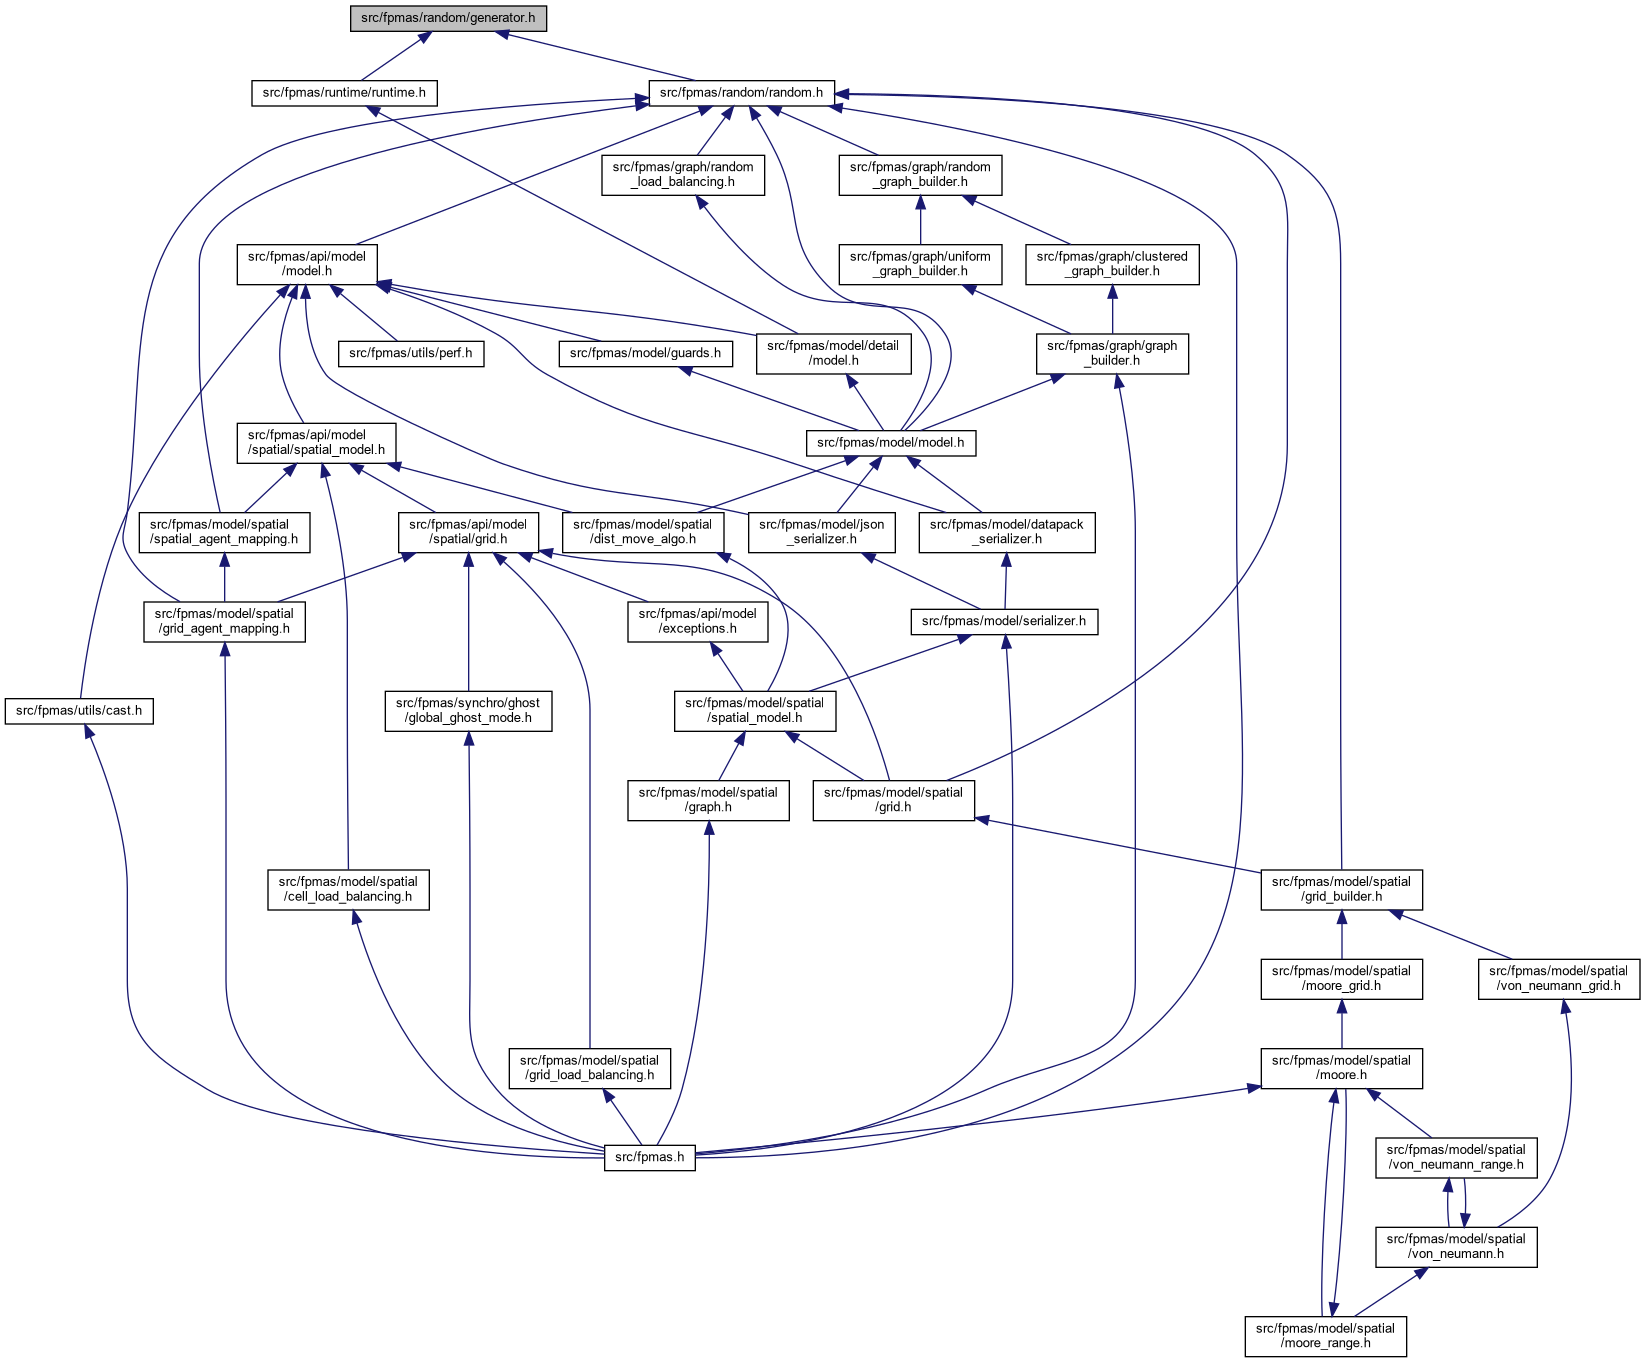 src/fpmas/random/generator.h
src/fpmas/runtime/runtime.h
src/fpmas/random/random.h
src/fpmas/graph/random
_load_balancing.h
src/fpmas/graph/random
_graph_builder.h
src/fpmas/api/model
/model.h
src/fpmas/graph/uniform
_graph_builder.h
src/fpmas/graph/clustered
_graph_builder.h
src/fpmas/utils/perf.h
src/fpmas/model/guards.h
src/fpmas/model/detail
/model.h
src/fpmas/graph/graph
_builder.h
src/fpmas/api/model
/spatial/spatial_model.h
src/fpmas/model/model.h
src/fpmas/model/spatial
/spatial_agent_mapping.h
src/fpmas/api/model
/spatial/grid.h
src/fpmas/model/spatial
/dist_move_algo.h
src/fpmas/model/json
_serializer.h
src/fpmas/model/datapack
_serializer.h
src/fpmas/model/spatial
/grid_agent_mapping.h
src/fpmas/api/model
/exceptions.h
src/fpmas/model/serializer.h
src/fpmas/utils/cast.h
src/fpmas/synchro/ghost
/global_ghost_mode.h
src/fpmas/model/spatial
/spatial_model.h
src/fpmas/model/spatial
/graph.h
src/fpmas/model/spatial
/grid.h
src/fpmas/model/spatial
/cell_load_balancing.h
src/fpmas/model/spatial
/grid_builder.h
src/fpmas/model/spatial
/moore_grid.h
src/fpmas/model/spatial
/von_neumann_grid.h
src/fpmas/model/spatial
/grid_load_balancing.h
src/fpmas/model/spatial
/moore.h
src/fpmas.h
src/fpmas/model/spatial
/von_neumann_range.h
src/fpmas/model/spatial
/von_neumann.h
src/fpmas/model/spatial
/moore_range.h